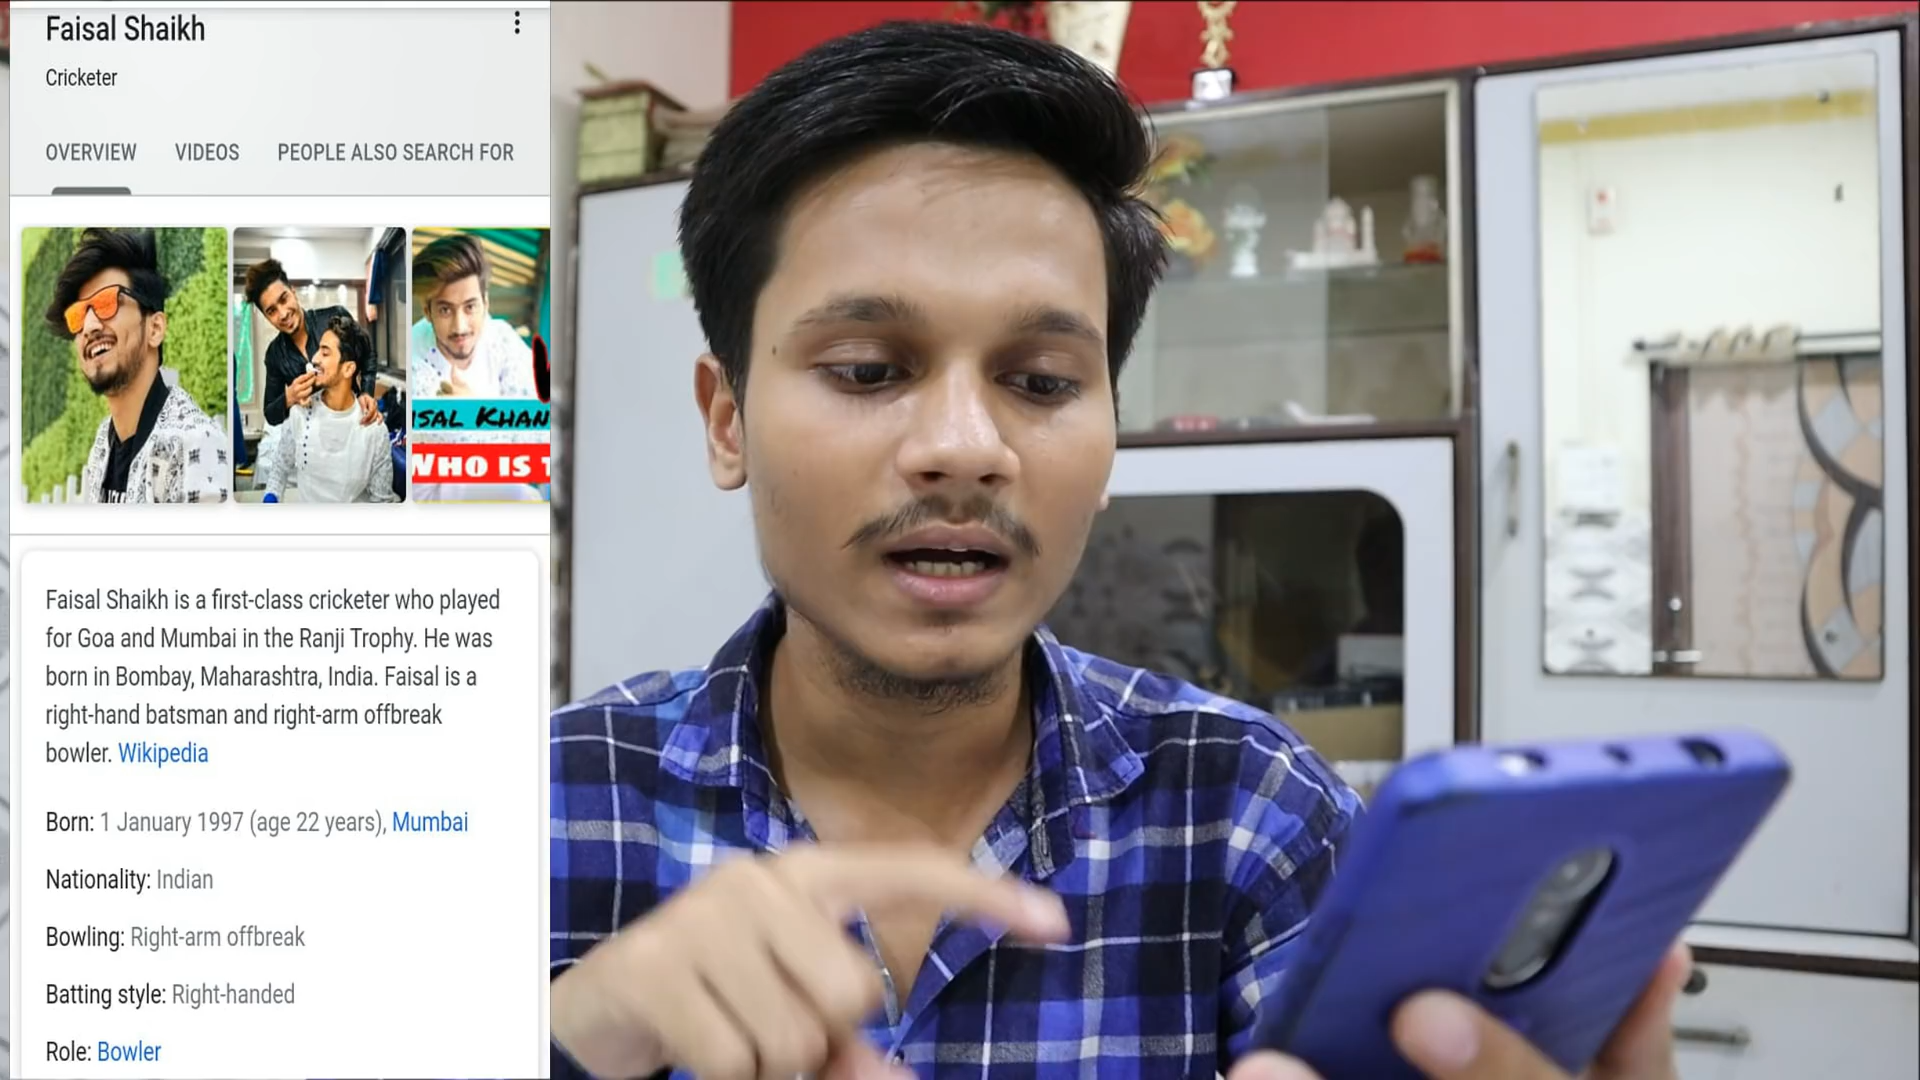 Faisal Shaikh
Cricketer
OVERVIEW VIDEOS PEOPLE ALSO SEARCH FOR
ISAL KHAN
WHO IS T
Faisal Shaikh is a first-class cricketer who played
for Goa and Mumbai in the Ranji Trophy. He was
born in Bombay, Maharashtra, India. Faisal is a
right-hand batsman and right-arm offbreak
bowler. Wikipedia
Born: 1 January 1997 (age 22 years), Mumbai
Nationality: Indian
Bowling: Right-arm offbreak
Batting style: Right-handed
Role: Bowler